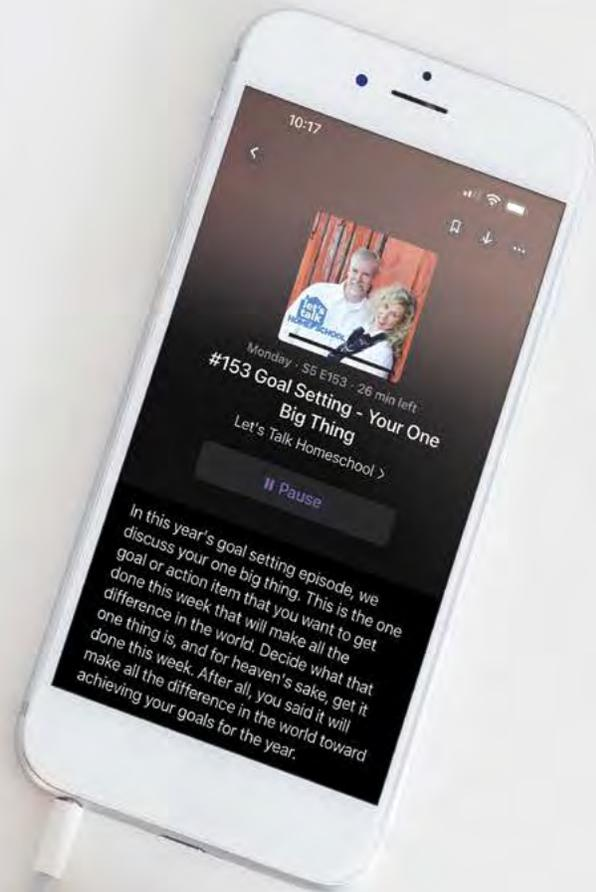 10:17
let's
talk
HOMESCHOOL
Monday · S5 E153 · 26 min left
#153 Goal Setting - Your One
Big Thing
Let's Talk Homeschool >
Pause
In this year's goal setting episode, we
discuss your one big thing. This is the one
goal or action item that you want to get
done this week that will make all the
difference in the world. Decide what that
one thing is, and for heaven's sake, get it
done this week. After all, you said it will
make all the difference in the world toward
achieving your goals for the year.